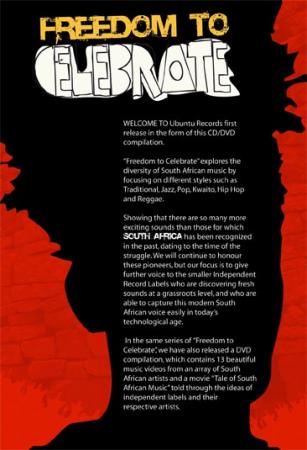 FREEDOM TO
CELEBRATE
WELCOME TO Ubuntu Records first
release in the form of this CD/DVD
compilation.
"Freedom to Celebrate" explores the
diversity of South African music by
focusing on different styles such as
Traditional, Jazz, Pop, Kwaito, Hip Hop
and Reggae.
Showing that there are so many more
exciting sounds than those for which
SOUTH AFRICA has been recognized
in the past, dating to the time of the
struggle. We will continue to honour
these pioneers, but our focus is to give
further voice to the smaller Independent
Record Labels who are discovering fresh
sounds at a grassroots level, and who are
able to capture this modern South
African voice easily in today's
technological age.
In the same series of "Freedom to
Celebrate", we have also released a DVD
compilation, which contains 13 beautiful
music videos from an array of South
African artists and a movie "Tale of South
African Music" told through the ideas of
independent labels and their
respective artists.